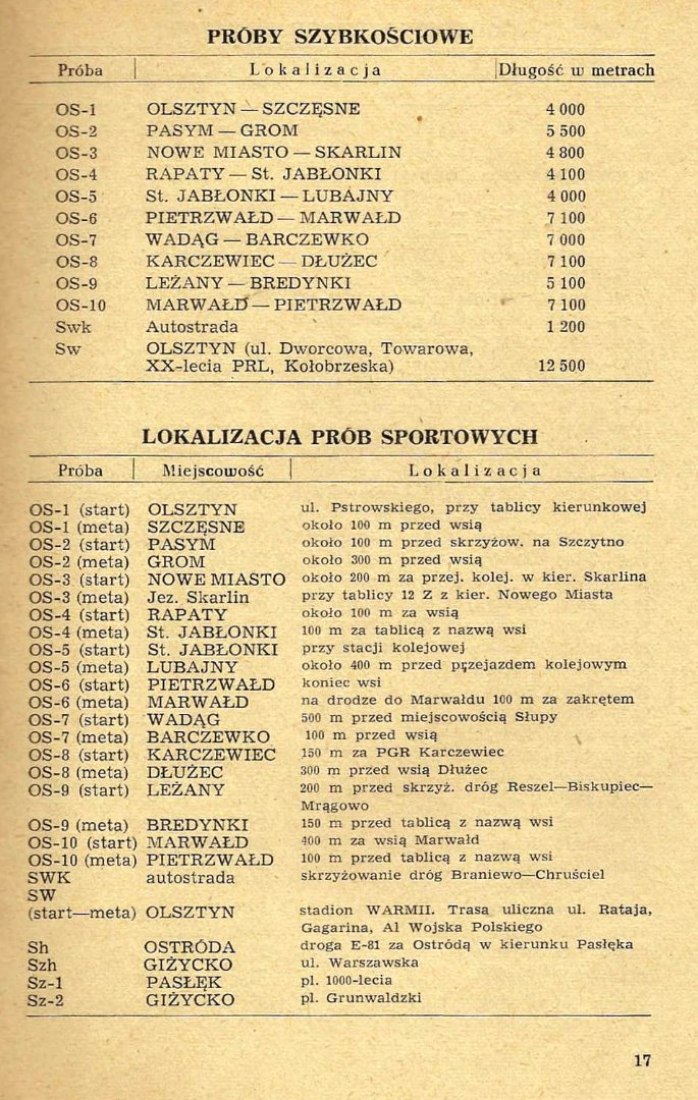 PRÓBY SZYBKOŚCIOWE
Próba | Lokalizacja | Długość w metrach
OS-1 OLSZTYN — SZCZĘSNE 4 000
OS-2 PASYM — GROM 5 500
OS-3 NOWE MIASTO — SKARLIN 4 800
OS-4 RAPATY — St. JABŁONKI 4 100
OS-5 St. JABŁONKI — LUBAJNY 4 000
OS-6 PIETRZWAŁD — MARWAŁD 7 100
OS-7 WADĄG — BARCZEWKO 7 000
OS-8 KARCZEWIEC — DŁUŻEC 7 100
OS-9 LEŻANY — BREDYNKI 5 100
OS-10 MARWAŁD — PIETRZWAŁD 7 100
Swk Autostrada 1 200
Sw OLSZTYN (ul. Dworcowa, Towarowa,
XX-lecia PRL, Kołobrzeska) 12 500
LOKALIZACJA PRÓB SPORTOWYCH
Próba | Miejscowość | Lokalizacja
OS-1 (start) OLSZTYN ul. Pstrowskiego, przy tablicy kierunkowej
OS-1 (meta) SZCZĘSNE około 100 m przed wsią
OS-2 (start) PASYM około 100 m przed skrzyżow. na Szczytno
OS-2 (meta) GROM około 300 m przed wsią
OS-3 (start) NOWE MIASTO około 200 m za przej. kolej. w kier. Skarlina
OS-3 (meta) Jez. Skarlin przy tablicy 12 Z z kier. Nowego Miasta
OS-4 (start) RAPATY około 100 m za wsią
OS-4 (meta) St. JABŁONKI 100 m za tablicą z nazwą wsi
OS-5 (start) St. JABŁONKI przy stacji kolejowej
OS-5 (meta) LUBAJNY około 400 m przed przejazdem kolejowym
OS-6 (start) PIETRZWAŁD koniec wsi
OS-6 (meta) MARWAŁD na drodze do Marwałdu 100 m za zakrętem
OS-7 (start) WADĄG 500 m przed miejscowością Słupy
OS-7 (meta) BARCZEWKO 100 m przed wsią
OS-8 (start) KARCZEWIEC 150 m za PGR Karczewiec
OS-8 (meta) DŁUŻEC 300 m przed wsią Dłużec
OS-9 (start) LEŻANY 200 m przed skrzyż. dróg Reszel—Biskupiec—
Mrągowo
OS-9 (meta) BREDYNKI 150 m przed tablicą z nazwą wsi
OS-10 (start) MARWAŁD 400 m za wsią Marwałd
OS-10 (meta) PIETRZWAŁD 100 m przed tablicą z nazwą wsi
SWK autostrada skrzyżowanie dróg Braniewo—Chruściel
SW
(start—meta) OLSZTYN stadion WARMII. Trasa uliczna ul. Rataja,
Gagarina, Al Wojska Polskiego
Sh OSTRÓDA droga E-81 za Ostródą w kierunku Pasłęka
Szh GIŻYCKO ul. Warszawska
Sz-1 PASŁĘK pl. 1000-lecia
Sz-2 GIŻYCKO pl. Grunwaldzki
17